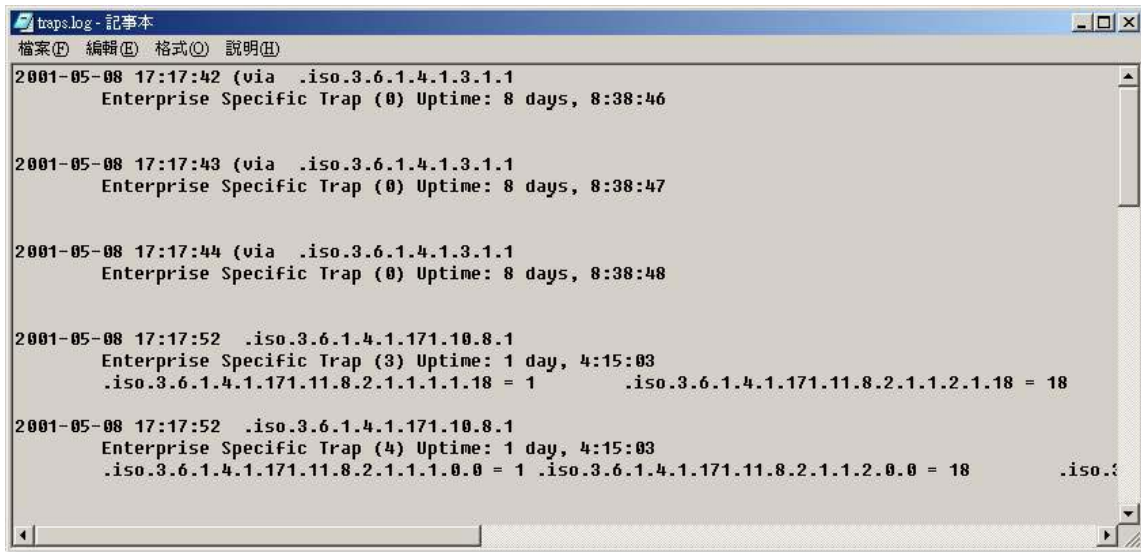 traps.log - 記事本
檔案(F) 編輯(E) 格式(O) 說明(H)
2001-05-08 17:17:42 (via  .iso.3.6.1.4.1.3.1.1
Enterprise Specific Trap (0) Uptime: 8 days, 8:38:46
2001-05-08 17:17:43 (via  .iso.3.6.1.4.1.3.1.1
Enterprise Specific Trap (0) Uptime: 8 days, 8:38:47
2001-05-08 17:17:44 (via  .iso.3.6.1.4.1.3.1.1
Enterprise Specific Trap (0) Uptime: 8 days, 8:38:48
2001-05-08 17:17:52  .iso.3.6.1.4.1.171.10.8.1
Enterprise Specific Trap (3) Uptime: 1 day, 4:15:03
.iso.3.6.1.4.1.171.11.8.2.1.1.1.1.18 = 1 .iso.3.6.1.4.1.171.11.8.2.1.1.2.1.18 = 18
2001-05-08 17:17:52  .iso.3.6.1.4.1.171.10.8.1
Enterprise Specific Trap (4) Uptime: 1 day, 4:15:03
.iso.3.6.1.4.1.171.11.8.2.1.1.1.0.0 = 1 .iso.3.6.1.4.1.171.11.8.2.1.1.2.0.0 = 18 .iso.